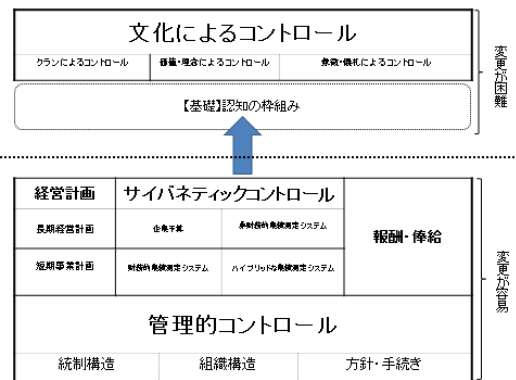 文化によるコントロール
クランによるコントロール 価値・理念によるコントロール 象徴・儀礼によるコントロール
【基礎】認知の枠組み
変更が困難
経営計画 サイバネティックコントロール
長期経営計画 企業予算 非財務的業績測定システム
報酬・俸給
短期事業計画 財務的業績測定システム ハイブリッドな業績測定システム
変更が容易
管理的コントロール
統制構造 組織構造 方針・手続き